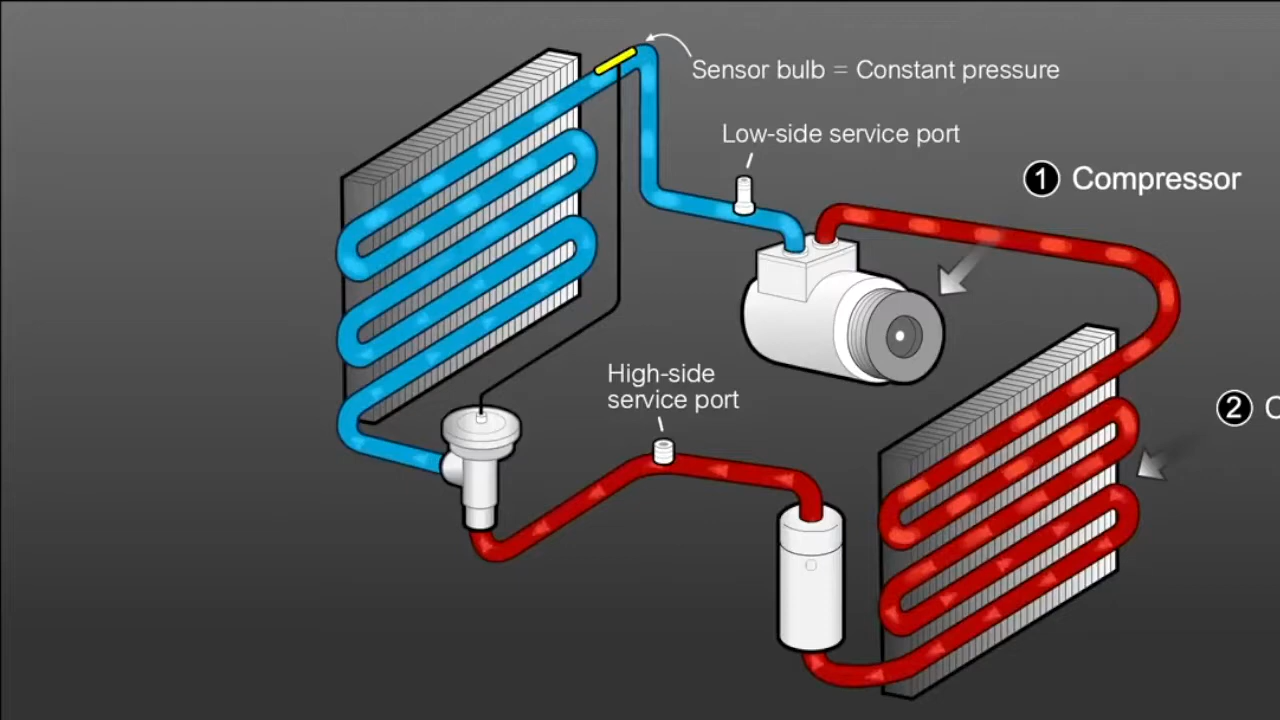 Sensor bulb = Constant pressure
Low-side service port
1 Compressor
High-side
service port
2 C